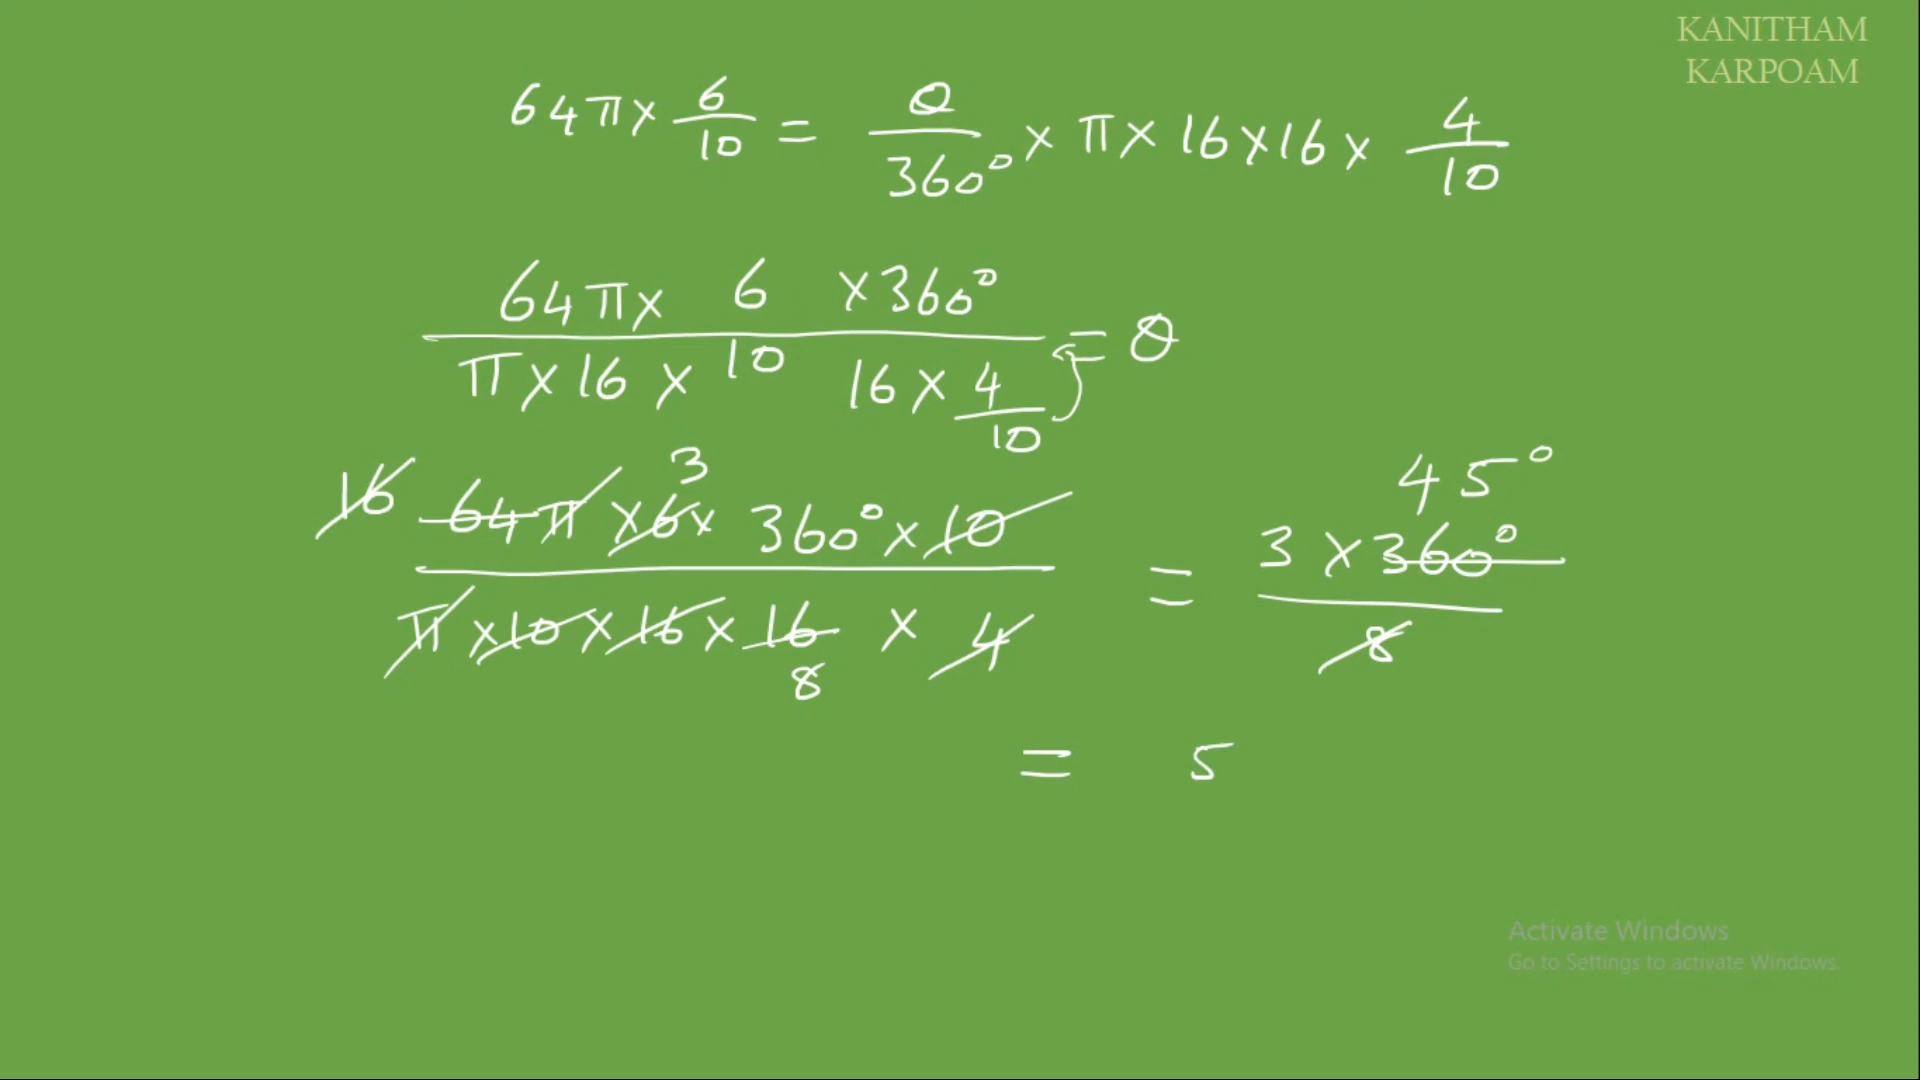 KANITHAM
KARPOAM
64π × 6/10 = θ/360° × π × 16 × 16 × 4/10
64π × 6 × 360°
π × 16 × 10 16 × 4/10
= θ
3
16 64 π × 6 × 360° × 10
π × 10 × 16 × 16 × 4
8
45°
= 3 × 360°
8
= 5
Activate Windows
Go to Settings to activate Windows.